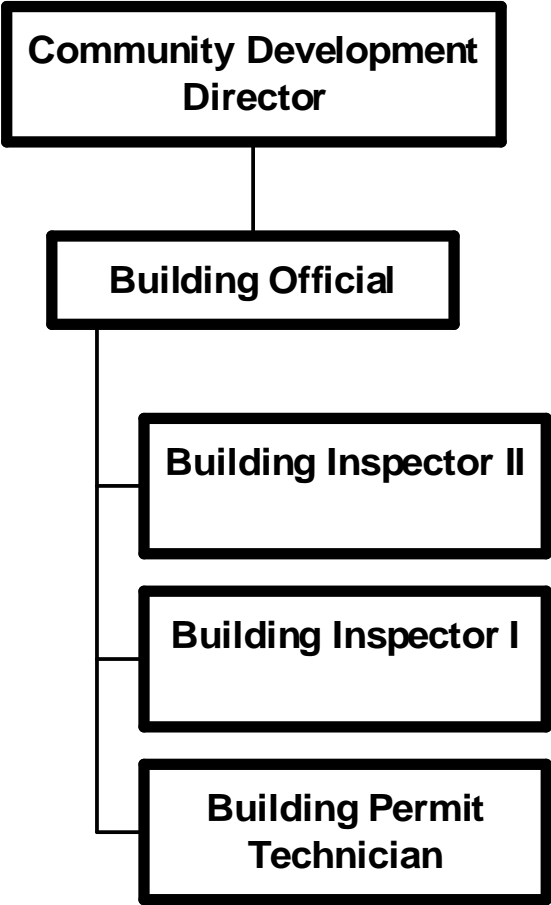 Community Development
Director
Building Official
Building Inspector II
Building Inspector I
Building Permit
Technician